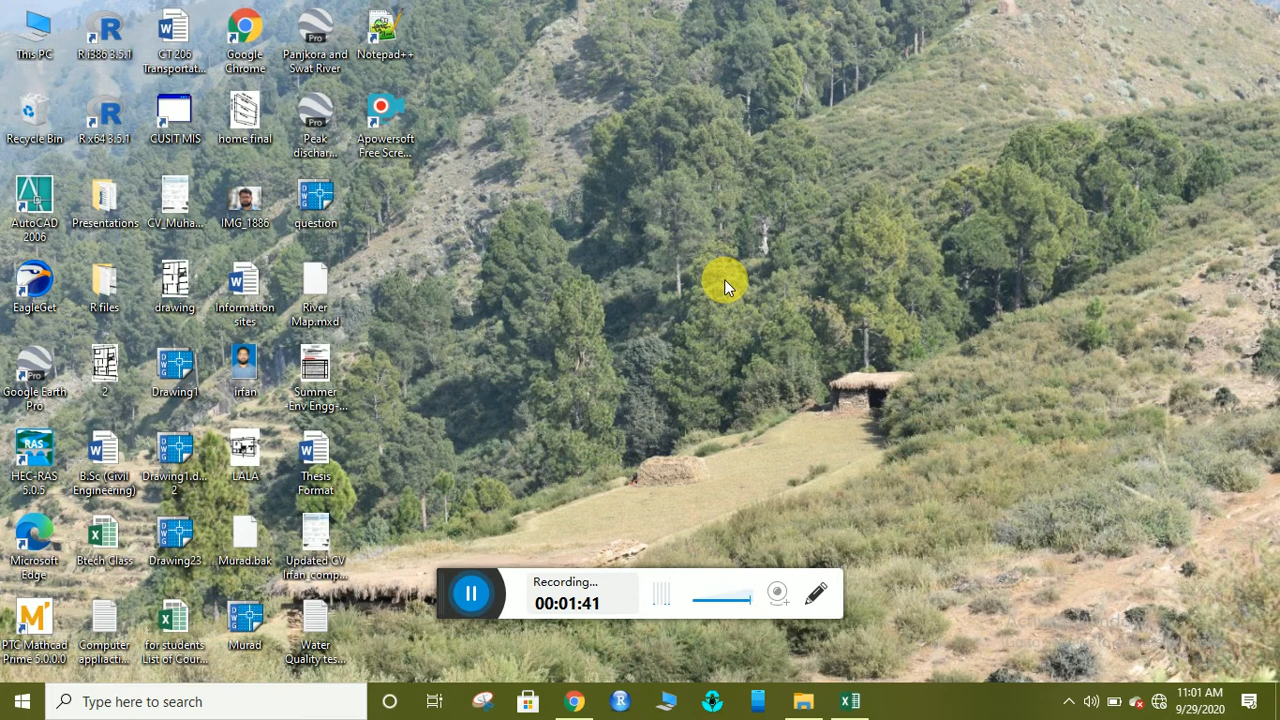 This PC
R i386 3.5.1
CT 206
Transportat...
Google
Chrome
Panjkora and
Swat River
Notepad++
Recycle Bin
R x64 3.5.1
CUSIT MIS
home final
Peak
dischar...
Apowersoft
Free Scre...
AutoCAD
2006
Presentations
CV_Muha...
IMG_1886
question
EagleGet
R files
drawing
Information
sites
River
Map.mxd
Google Earth
Pro
2
Drawing1
irfan
Summer
Env Engg-...
HEC-RAS
5.0.5
B.Sc (Civil
Engineering)
Drawing1.d...
2
LALA
Thesis
Format
Microsoft
Edge
Btech Class
Drawing23
Murad.bak
Updated CV
Irfan_comp...
PTC Mathcad
Prime 5.0.0.0
Computer
appliacti...
for students
List of Cour...
Murad
Water
Quality tes...
Recording...
00:01:41
Type here to search
11:01 AM
9/29/2020